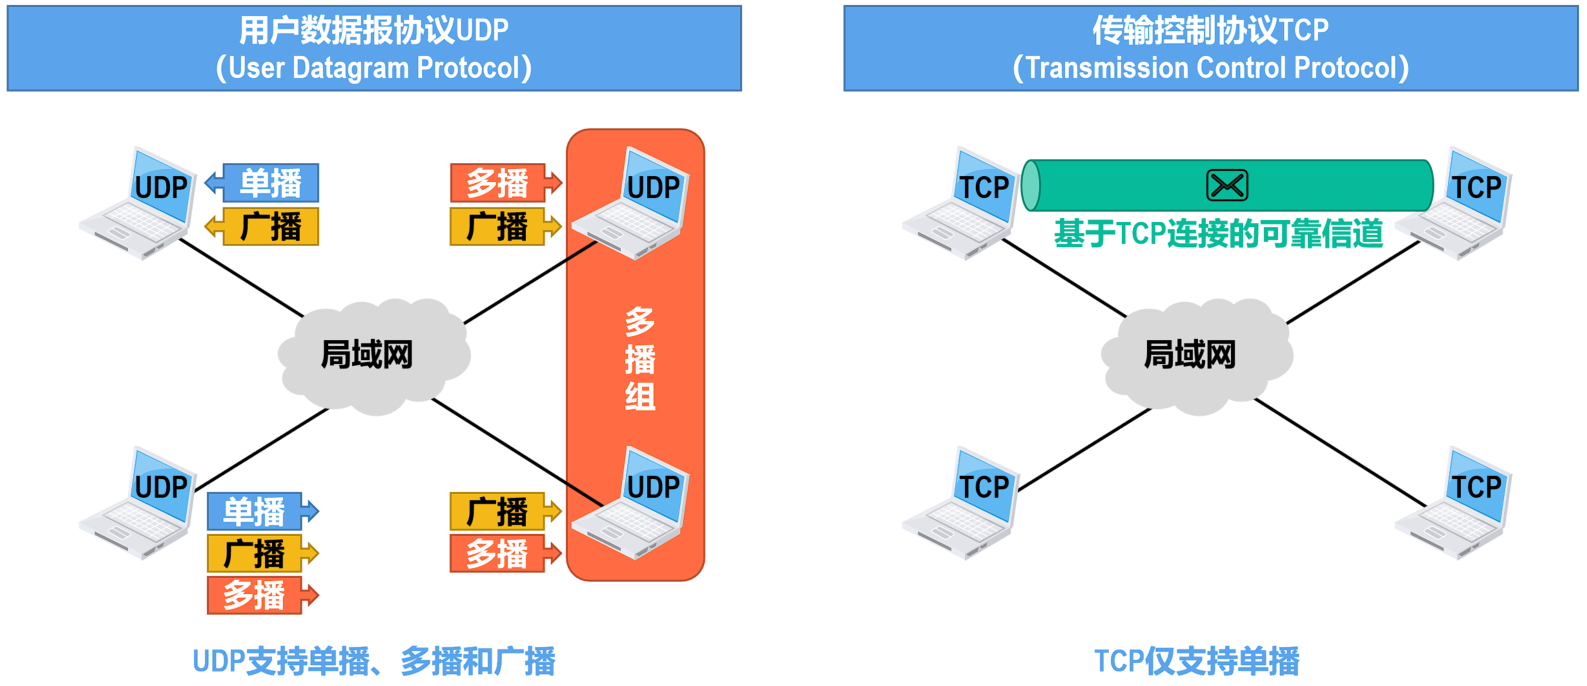 用户数据报协议UDP
（User Datagram Protocol）
UDP
单播
广播
多播
广播
UDP
局域网
多播组
UDP
单播
广播
多播
广播
多播
UDP
UDP支持单播、多播和广播
传输控制协议TCP
（Transmission Control Protocol）
TCP
TCP
基于TCP连接的可靠信道
局域网
TCP
TCP
TCP仅支持单播